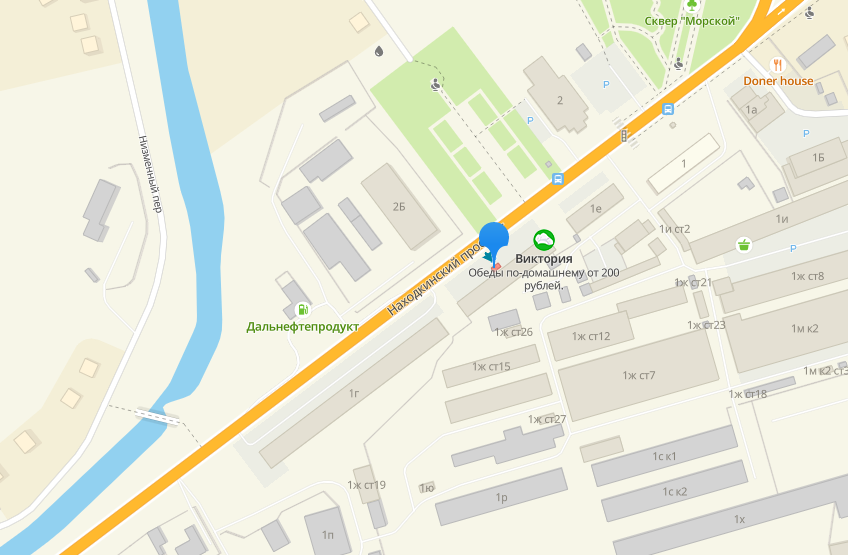 Сквер "Морской"
Doner house
P
2
P
1а
P
1Б
1
Низменный пер
2Б
1е
1и
1и ст2
P
Находкинский прос
Виктория
Обеды по-домашнему от 200
рублей.
1ж ст21
1ж ст8
Дальнефтепродукт
1ж ст26
1ж ст12
1ж ст23
1м к2
1ж ст15
1ж ст7
1м к2 ст
1г
1ж ст18
1ж ст27
1с к1
1ж ст19
1ю
1р
1с к2
1п
1х